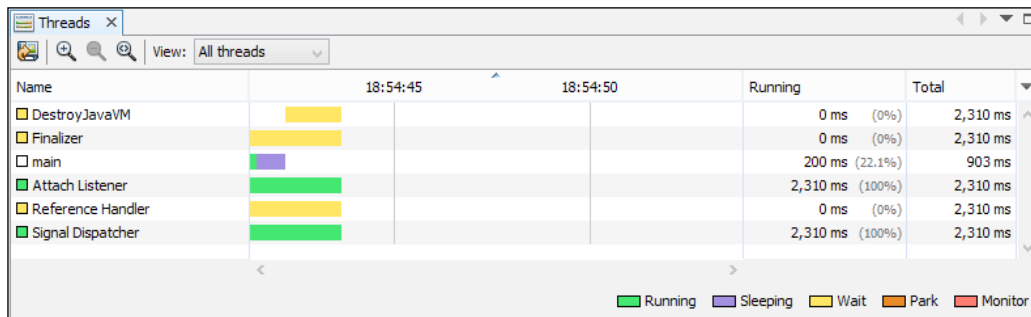 Threads
View: All threads
Name 18:54:45 18:54:50 Running Total
DestroyJavaVM 0 ms (0%) 2,310 ms
Finalizer 0 ms (0%) 2,310 ms
main 200 ms (22.1%) 903 ms
Attach Listener 2,310 ms (100%) 2,310 ms
Reference Handler 0 ms (0%) 2,310 ms
Signal Dispatcher 2,310 ms (100%) 2,310 ms
Running Sleeping Wait Park Monitor